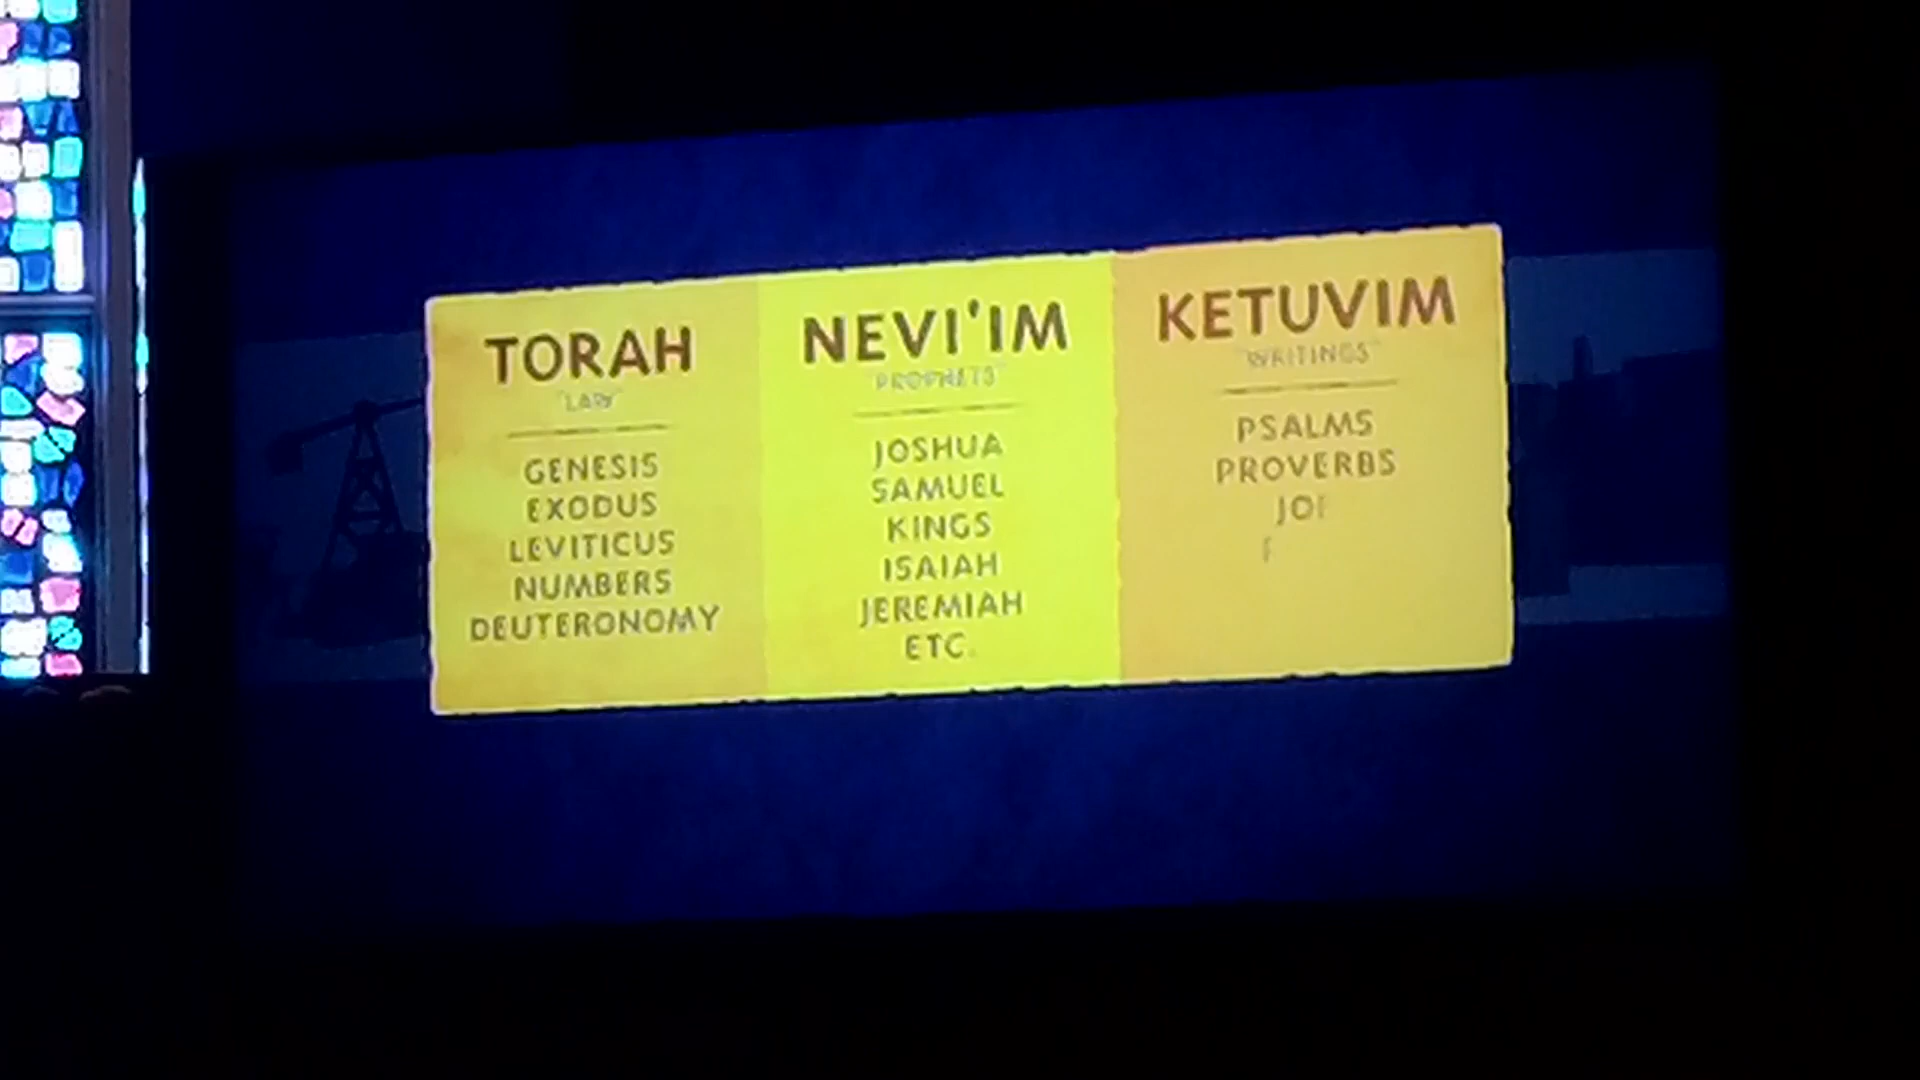 TORAH
"LAW"
GENESIS
EXODUS
LEVITICUS
NUMBERS
DEUTERONOMY
NEVI'IM
"PROPHETS"
JOSHUA
SAMUEL
KINGS
ISAIAH
JEREMIAH
ETC.
KETUVIM
"WRITINGS"
PSALMS
PROVERBS